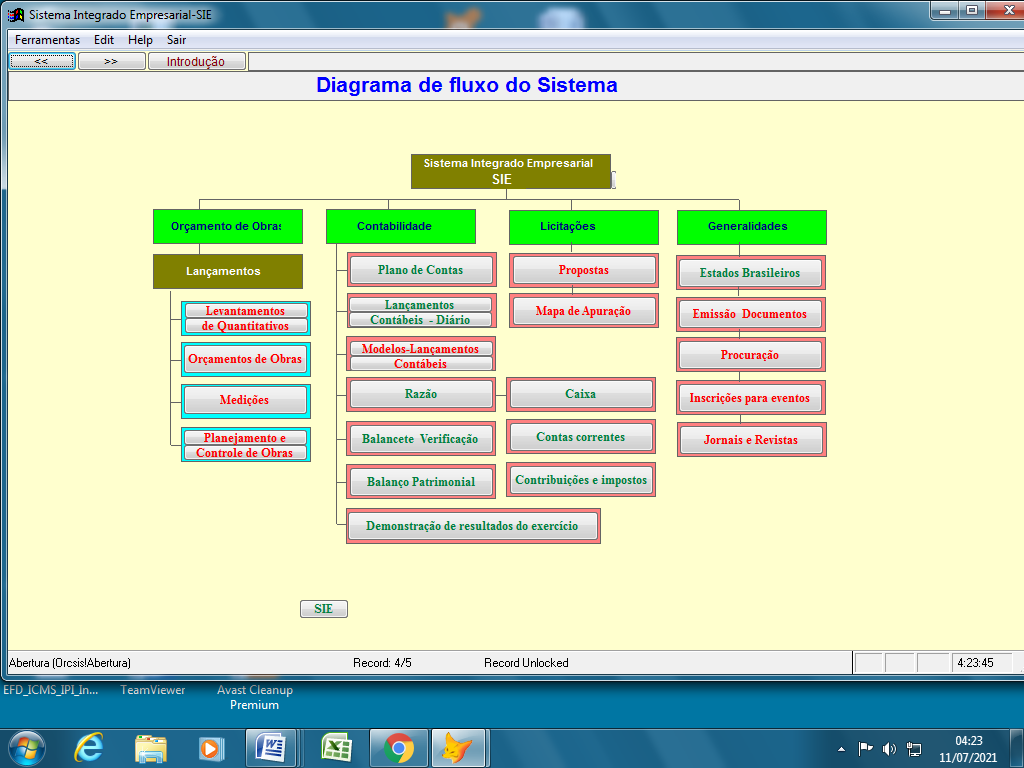 Sistema Integrado Empresarial-SIE
Ferramentas Edit Help Sair
<< >> Introdução
Diagrama de fluxo do Sistema
Sistema Integrado Empresarial
SIE
Orçamento de Obras
Contabilidade
Licitações
Generalidades
Lançamentos
Levantamentos
de Quantitativos
Orçamentos de Obras
Medições
Planejamento e
Controle de Obras
Plano de Contas
Lançamentos
Contábeis - Diário
Modelos-Lançamentos
Contábeis
Razão
Balancete Verificação
Balanço Patrimonial
Demonstração de resultados do exercício
Propostas
Mapa de Apuração
Caixa
Contas correntes
Contribuições e impostos
Estados Brasileiros
Emissão Documentos
Procuração
Inscrições para eventos
Jornais e Revistas
SIE
Abertura (Orcsis!Abertura) Record: 4/5 Record Unlocked 4:23:45
EFD_ICMS_IPI_In... TeamViewer Avast Cleanup
Premium
04:23
11/07/2021